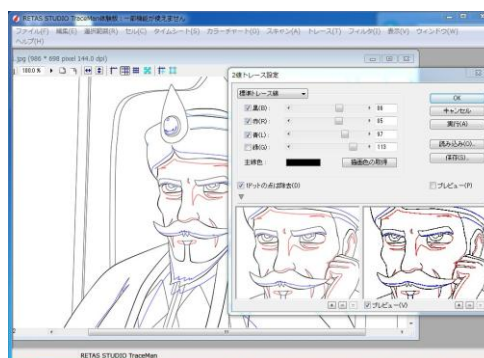 RETAS STUDIO TraceMan体験版：一部機能が使えません
ファイル(F) 編集(E) 選択範囲(R) セル(C) タイムシート(S) カラーチャート(O) スキャン(A) トレース(T) フィルタ(I) 表示(V) ウィンドウ(W)
ヘルプ(H)
.jpg (986 * 698 pixel 144.0 dpi)
100.0 %
2値トレース設定
標準トレース線
黒(B)
赤(R)
青(L)
緑(G) 113
主線色：
描画色の取得
1ドットの点は除去(D)
プレビュー(P)
OK
キャンセル
実行(A)
読み込み(O)...
保存(S)...
プレビュー(V)
RETAS STUDIO TraceMan